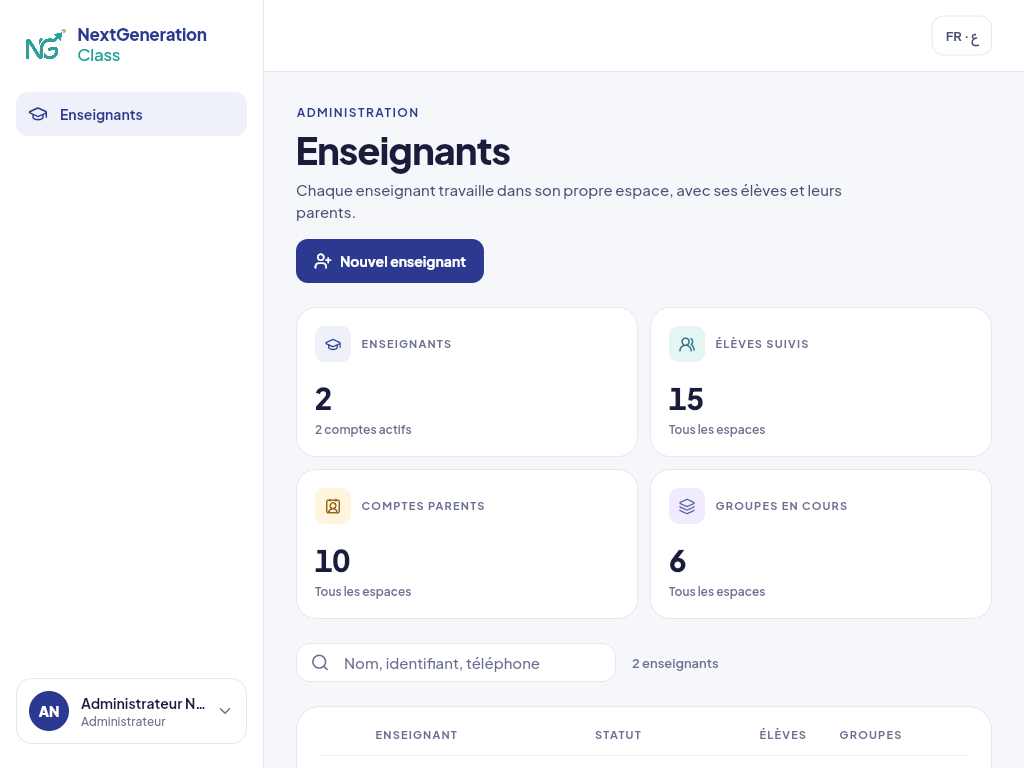 NG
NextGeneration
Class
FR · ع
Enseignants
ADMINISTRATION
Enseignants
Chaque enseignant travaille dans son propre espace, avec ses élèves et leurs
parents.
Nouvel enseignant
ENSEIGNANTS
2
2 comptes actifs
ÉLÈVES SUIVIS
15
Tous les espaces
COMPTES PARENTS
10
Tous les espaces
GROUPES EN COURS
6
Tous les espaces
Nom, identifiant, téléphone
2 enseignants
ENSEIGNANT STATUT ÉLÈVES GROUPES
AN
Administrateur N...
Administrateur